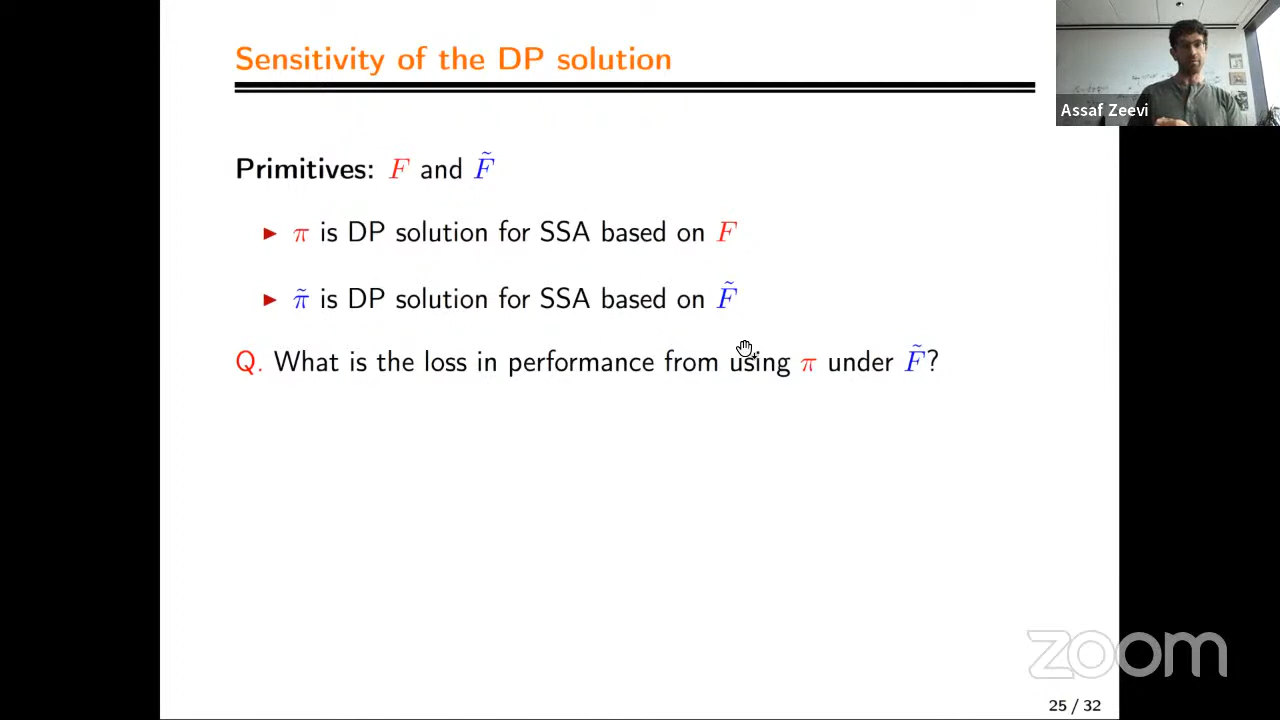 Sensitivity of the DP solution
Assaf Zeevi
Primitives: F and F̃
▶ π is DP solution for SSA based on F
▶ π̃ is DP solution for SSA based on F̃
Q. What is the loss in performance from using π under F̃?
zoom
25 / 32